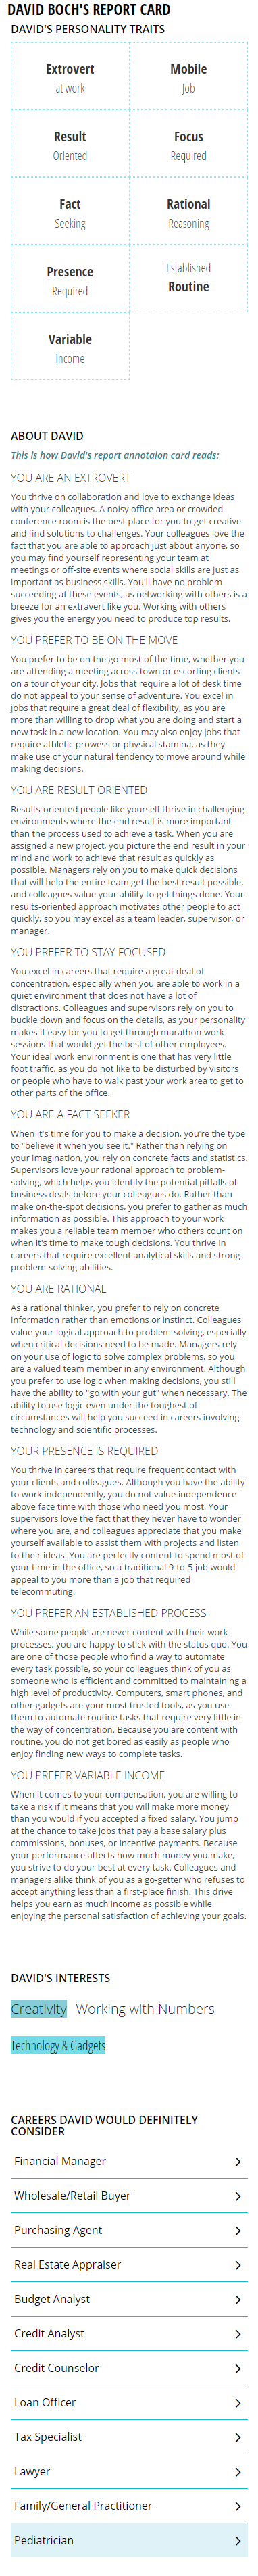 DAVID BOCH'S REPORT CARD
DAVID'S PERSONALITY TRAITS
Extrovert
at work
Mobile
Job
Result
Oriented
Focus
Required
Fact
Seeking
Rational
Reasoning
Presence
Required
Established
Routine
Variable
Income
ABOUT DAVID
This is how David's report annotaion card reads:
YOU ARE AN EXTROVERT
You thrive on collaboration and love to exchange ideas
with your colleagues. A noisy office area or crowded
conference room is the best place for you to get creative
and find solutions to challenges. Your colleagues love the
fact that you are able to approach just about anyone, so
you may find yourself representing your team at
meetings or off-site events where social skills are just as
important as business skills. You'll have no problem
succeeding at these events, as networking with others is a
breeze for an extravert like you. Working with others
gives you the energy you need to produce top results.
YOU PREFER TO BE ON THE MOVE
You prefer to be on the go most of the time, whether you
are attending a meeting across town or escorting clients
on a tour of your city. Jobs that require a lot of desk time
do not appeal to your sense of adventure. You excel in
jobs that require a great deal of flexibility, as you are
more than willing to drop what you are doing and start a
new task in a new location. You may also enjoy jobs that
require athletic prowess or physical stamina, as they
make use of your natural tendency to move around while
making decisions.
YOU ARE RESULT ORIENTED
Results-oriented people like yourself thrive in challenging
environments where the end result is more important
than the process used to achieve a task. When you are
assigned a new project, you picture the end result in your
mind and work to achieve that result as quickly as
possible. Managers rely on you to make quick decisions
that will help the entire team get the best result possible,
and colleagues value your ability to get things done. Your
results-oriented approach motivates other people to act
quickly, so you may excel as a team leader, supervisor, or
manager.
YOU PREFER TO STAY FOCUSED
You excel in careers that require a great deal of
concentration, especially when you are able to work in a
quiet environment that does not have a lot of
distractions. Colleagues and supervisors rely on you to
buckle down and focus on the details, as your personality
makes it easy for you to get through marathon work
sessions that would get the best of other employees.
Your ideal work environment is one that has very little
foot traffic, as you do not like to be disturbed by visitors
or people who have to walk past your work area to get to
other parts of the office.
YOU ARE A FACT SEEKER
When it's time for you to make a decision, you're the type
to "believe it when you see it." Rather than relying on
your imagination, you rely on concrete facts and statistics.
Supervisors love your rational approach to problem-
solving, which helps you identify the potential pitfalls of
business deals before your colleagues do. Rather than
make on-the-spot decisions, you prefer to gather as much
information as possible. This approach to your work
makes you a reliable team member who others count on
when it's time to make tough decisions. You thrive in
careers that require excellent analytical skills and strong
problem-solving abilities.
YOU ARE RATIONAL
As a rational thinker, you prefer to rely on concrete
information rather than emotions or instinct. Colleagues
value your logical approach to problem-solving, especially
when critical decisions need to be made. Managers rely
on your use of logic to solve complex problems, so you
are a valued team member in any environment. Although
you prefer to use logic when making decisions, you still
have the ability to "go with your gut" when necessary. The
ability to use logic even under the toughest of
circumstances will help you succeed in careers involving
technology and scientific processes.
YOUR PRESENCE IS REQUIRED
You thrive in careers that require frequent contact with
your clients and colleagues. Although you have the ability
to work independently, you do not value independence
above face time with those who need you most. Your
supervisors love the fact that they never have to wonder
where you are, and colleagues appreciate that you make
yourself available to assist them with projects and listen
to their ideas. You are perfectly content to spend most of
your time in the office, so a traditional 9-to-5 job would
appeal to you more than a job that required
telecommuting.
YOU PREFER AN ESTABLISHED PROCESS
While some people are never content with their work
processes, you are happy to stick with the status quo. You
are one of those people who find a way to automate
every task possible, so your colleagues think of you as
someone who is efficient and committed to maintaining a
high level of productivity. Computers, smart phones, and
other gadgets are your most trusted tools, as you use
them to automate routine tasks that require very little in
the way of concentration. Because you are content with
routine, you do not get bored as easily as people who
enjoy finding new ways to complete tasks.
YOU PREFER VARIABLE INCOME
When it comes to your compensation, you are willing to
take a risk if it means that you will make more money
than you would if you accepted a fixed salary. You jump
at the chance to take jobs that pay a base salary plus
commissions, bonuses, or incentive payments. Because
your performance affects how much money you make,
you strive to do your best at every task. Colleagues and
managers alike think of you as a go-getter who refuses to
accept anything less than a first-place finish. This drive
helps you earn as much income as possible while
enjoying the personal satisfaction of achieving your goals.
DAVID'S INTERESTS
Creativity Working with Numbers
Technology & Gadgets
CAREERS DAVID WOULD DEFINITELY
CONSIDER
Financial Manager
Wholesale/Retail Buyer
Purchasing Agent
Real Estate Appraiser
Budget Analyst
Credit Analyst
Credit Counselor
Loan Officer
Tax Specialist
Lawyer
Family/General Practitioner
Pediatrician